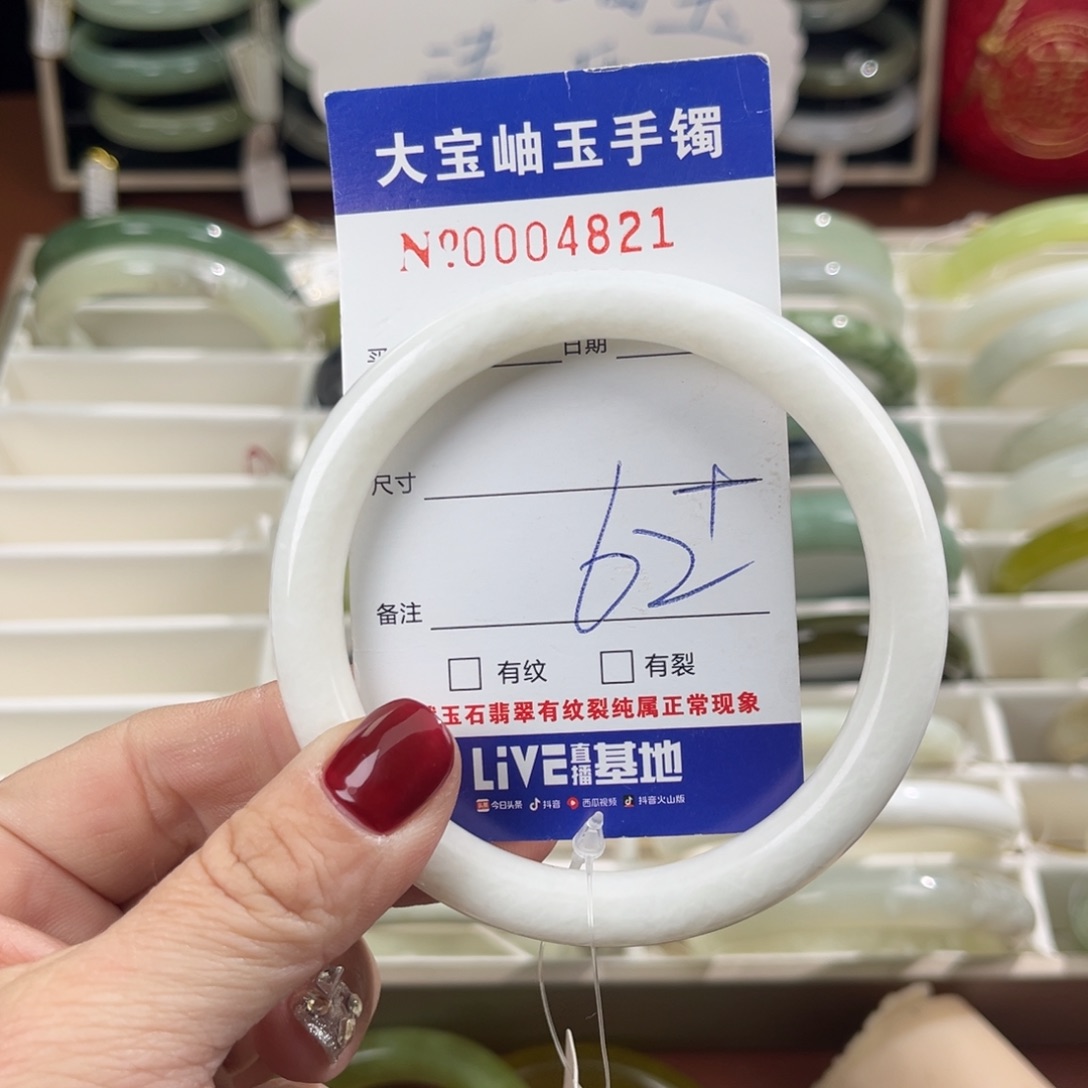 大宝岫玉手镯
Nº0004821
日期
尺寸
62+
备注
有纹 有裂
玉石翡翠有纹裂纯属正常现象
LiVE直播基地
今日头条 抖音 西瓜视频 抖音火山版